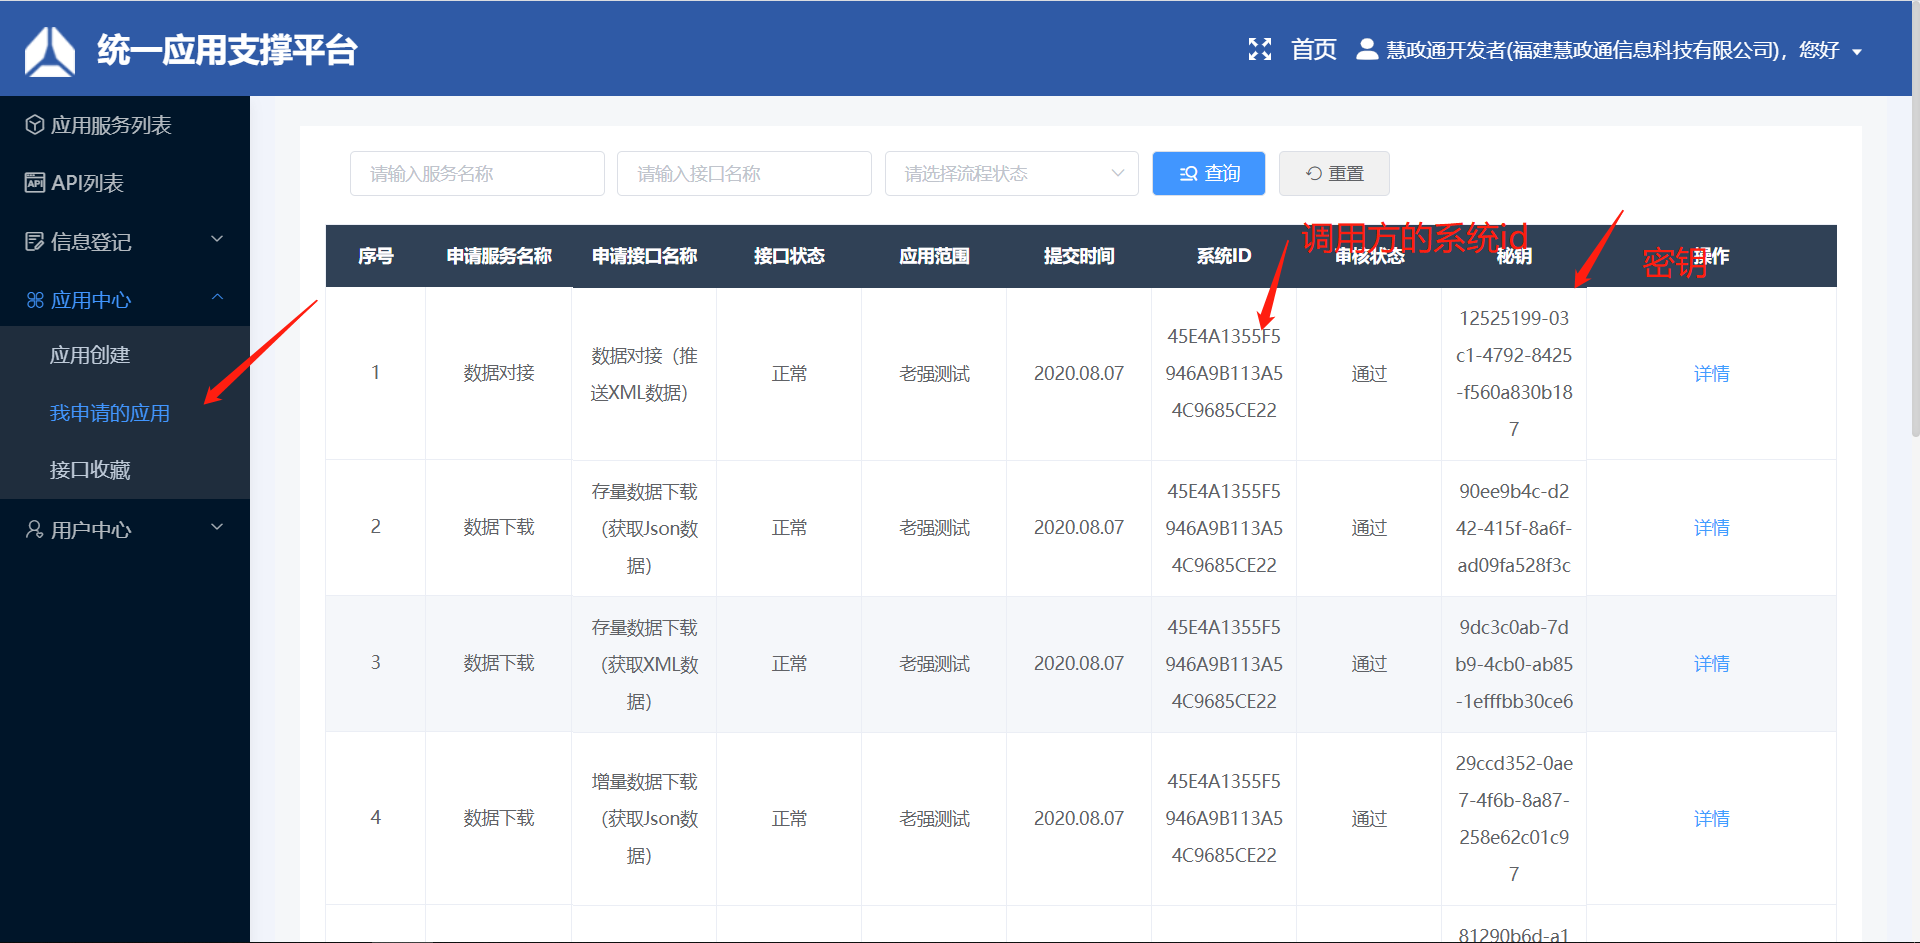 统一应用支撑平台
首页
慧政通开发者(福建慧政通信息科技有限公司)，您好
应用服务列表
API列表
信息登记
应用中心
应用创建
我申请的应用
接口收藏
用户中心
请输入服务名称
请输入接口名称
请选择流程状态
查询
重置
调用方的系统id
密钥
序号 申请服务名称 申请接口名称 接口状态 应用范围 提交时间 系统ID 审核状态 秘钥 操作
1
数据对接
数据对接（推
送XML数据）
正常
老强测试
2020.08.07
45E4A1355F5
946A9B113A5
4C9685CE22
通过
12525199-03
c1-4792-8425
-f560a830b18
7
详情
2
数据下载
存量数据下载
（获取Json数
据）
正常
老强测试
2020.08.07
45E4A1355F5
946A9B113A5
4C9685CE22
通过
90ee9b4c-d2
42-415f-8a6f-
ad09fa528f3c
详情
3
数据下载
存量数据下载
（获取XML数
据）
正常
老强测试
2020.08.07
45E4A1355F5
946A9B113A5
4C9685CE22
通过
9dc3c0ab-7d
b9-4cb0-ab85
-1efffbb30ce6
详情
4
数据下载
增量数据下载
（获取Json数
据）
正常
老强测试
2020.08.07
45E4A1355F5
946A9B113A5
4C9685CE22
通过
29ccd352-0ae
7-4f6b-8a87-
258e62c01c9
7
详情
81290b6d-a1